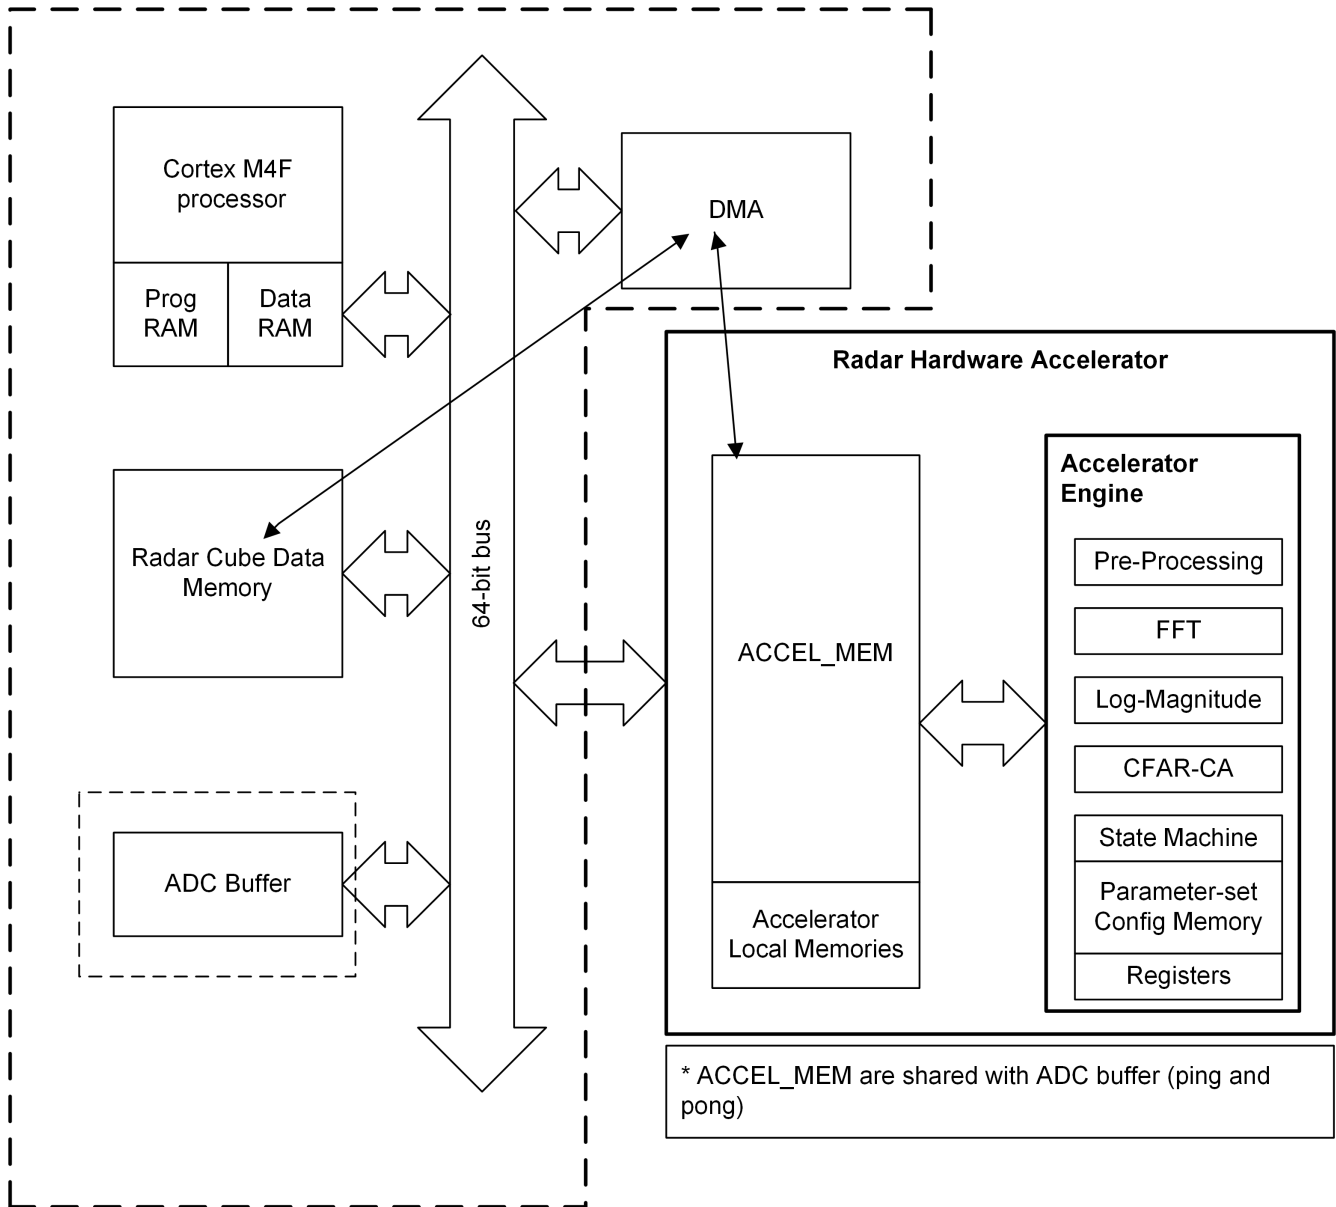 Cortex M4F
processor
Prog
RAM
Data
RAM
DMA
Radar Cube Data
Memory
64-bit bus
ADC Buffer
Radar Hardware Accelerator
ACCEL_MEM
Accelerator
Local Memories
Accelerator
Engine
Pre-Processing
FFT
Log-Magnitude
CFAR-CA
State Machine
Parameter-set
Config Memory
Registers
* ACCEL_MEM are shared with ADC buffer (ping and
pong)